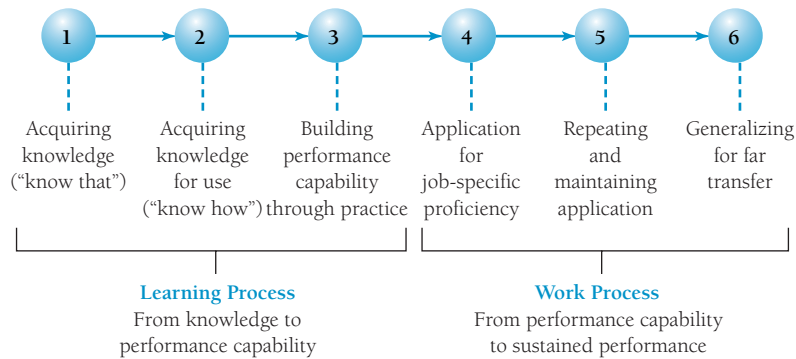 1
2
3
4
5
6
Acquiring
knowledge
(“know that”)
Acquiring
knowledge
for use
(“know how”)
Building
performance
capability
through practice
Application
for
job-specific
proficiency
Repeating
and
maintaining
application
Generalizing
for far
transfer
Learning Process
From knowledge to
performance capability
Work Process
From performance capability
to sustained performance